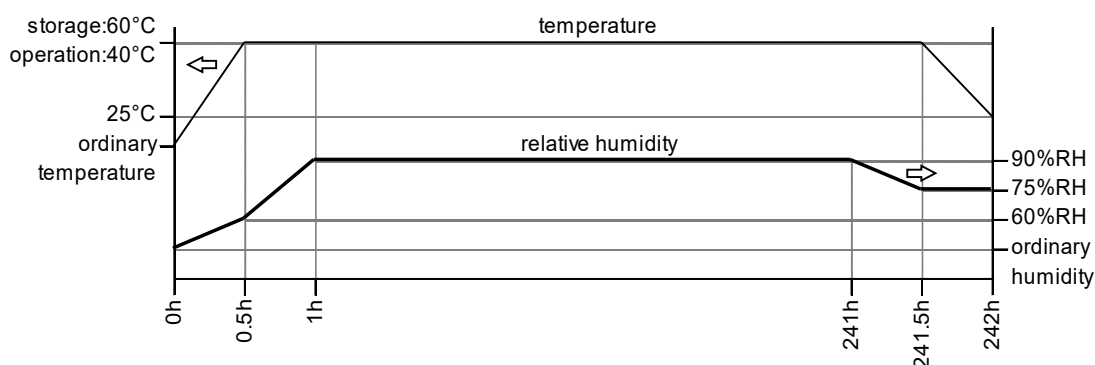 storage:60°C
operation:40°C
temperature
25°C
ordinary
temperature
relative humidity
90%RH
75%RH
60%RH
ordinary
humidity
0h
0.5h
1h
241h
241.5h
242h